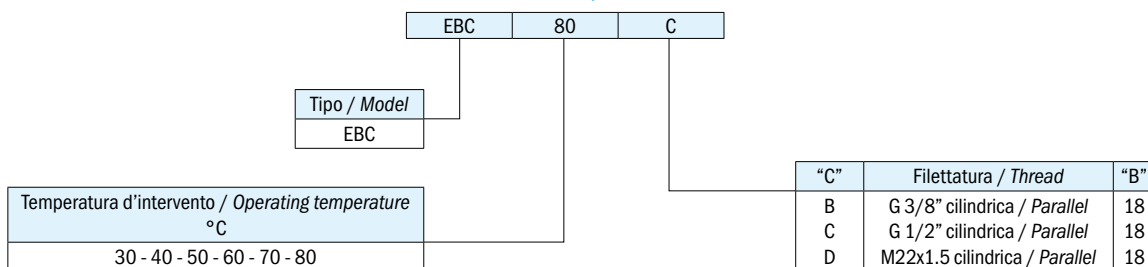 EBC 80 C
Tipo / Model
EBC
Temperatura d'intervento / Operating temperature
°C
30 - 40 - 50 - 60 - 70 - 80
“C” Filettatura / Thread “B”
B G 3/8” cilindrica / Parallel 18
C G 1/2” cilindrica / Parallel 18
D M22x1.5 cilindrica / Parallel 18